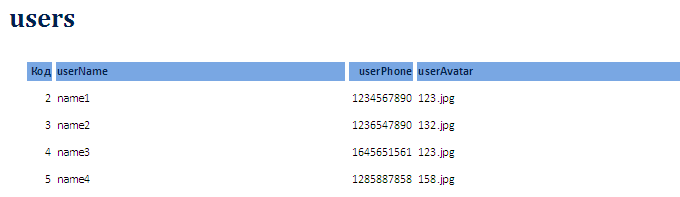 users
Код userName userPhone userAvatar
2 name1 1234567890 123.jpg
3 name2 1236547890 132.jpg
4 name3 1645651561 123.jpg
5 name4 1285887858 158.jpg